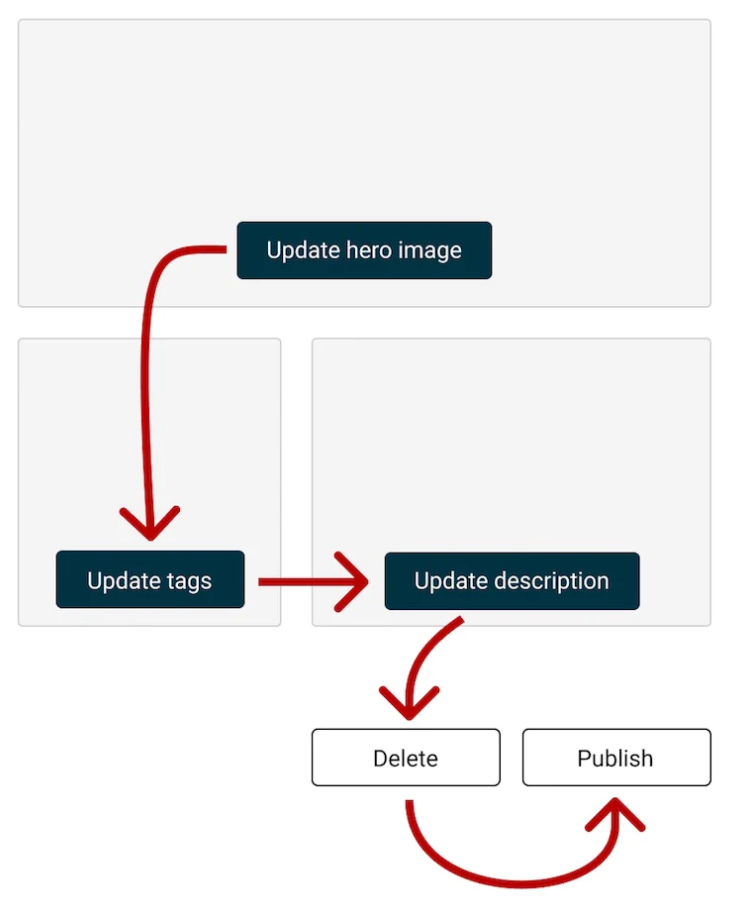 Update hero image
Update tags
Update description
Delete
Publish